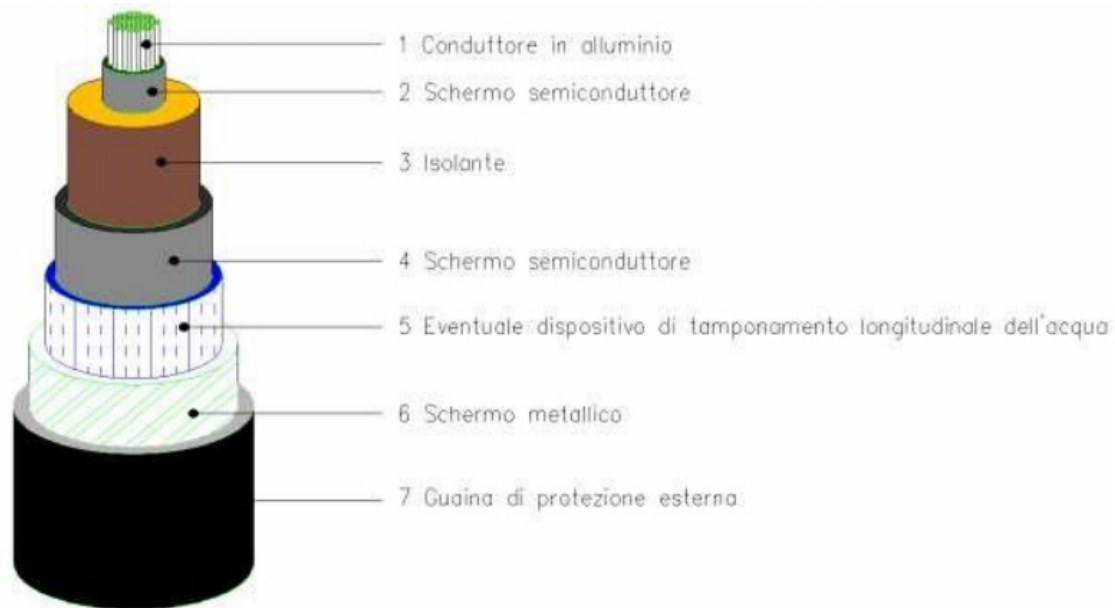 1 Conduttore in alluminio
2 Schermo semiconduttore
3 Isolante
4 Schermo semiconduttore
5 Eventuale dispositivo di tamponamento longitudinale dell'acqua
6 Schermo metallico
7 Guaina di protezione esterna